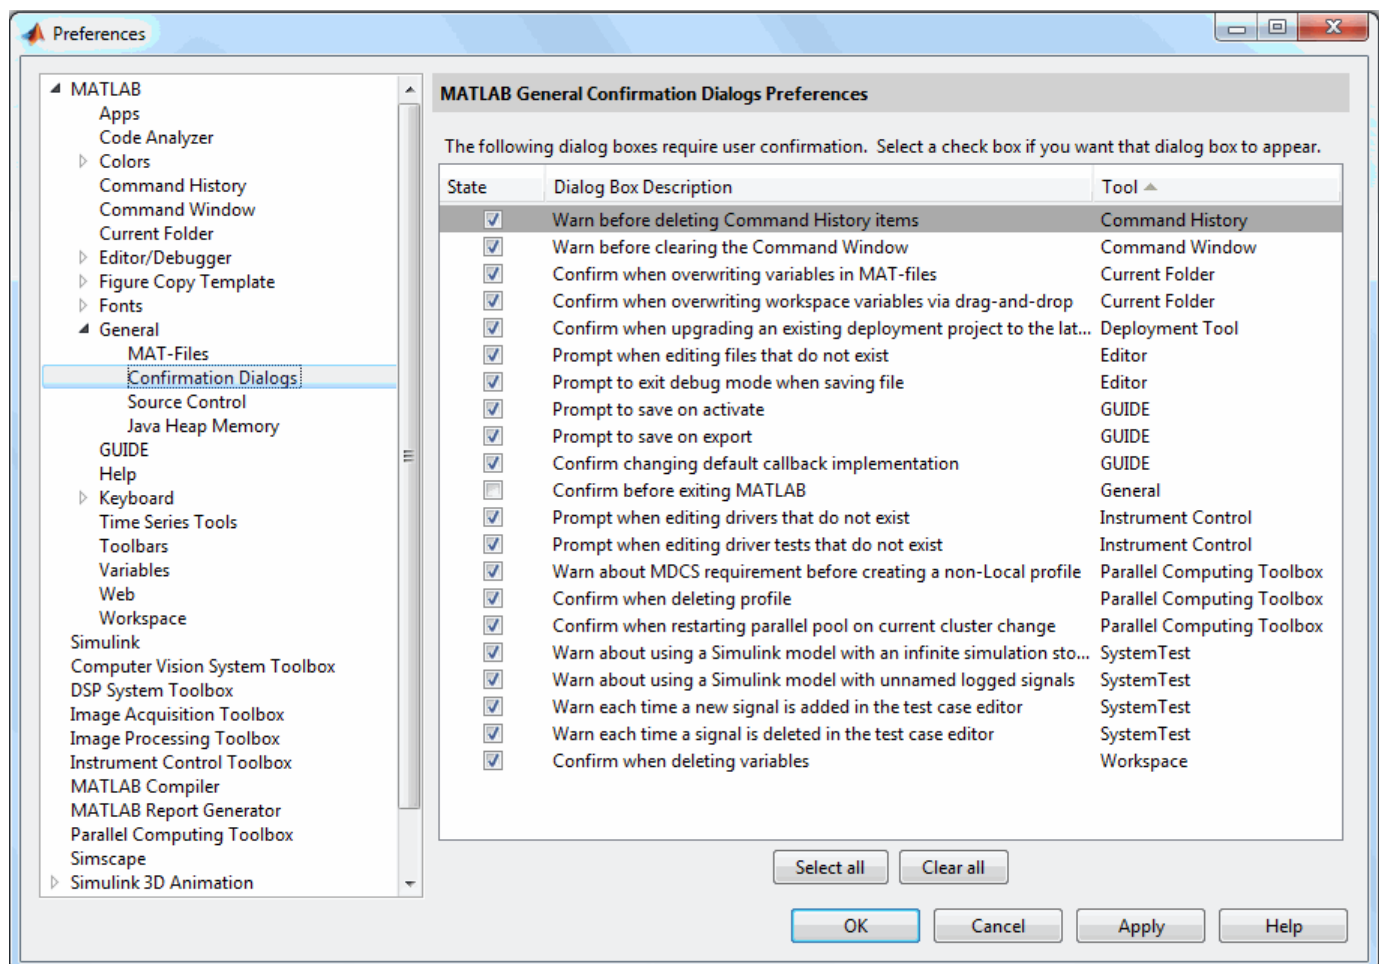 Preferences
MATLAB
Apps
Code Analyzer
Colors
Command History
Command Window
Current Folder
Editor/Debugger
Figure Copy Template
Fonts
General
MAT-Files
Confirmation Dialogs
Source Control
Java Heap Memory
GUIDE
Help
Keyboard
Time Series Tools
Toolbars
Variables
Web
Workspace
Simulink
Computer Vision System Toolbox
DSP System Toolbox
Image Acquisition Toolbox
Image Processing Toolbox
Instrument Control Toolbox
MATLAB Compiler
MATLAB Report Generator
Parallel Computing Toolbox
Simscape
Simulink 3D Animation
MATLAB General Confirmation Dialogs Preferences
The following dialog boxes require user confirmation.  Select a check box if you want that dialog box to appear.
State Dialog Box Description Tool
Warn before deleting Command History items Command History
Warn before clearing the Command Window Command Window
Confirm when overwriting variables in MAT-files Current Folder
Confirm when overwriting workspace variables via drag-and-drop Current Folder
Confirm when upgrading an existing deployment project to the lat... Deployment Tool
Prompt when editing files that do not exist Editor
Prompt to exit debug mode when saving file Editor
Prompt to save on activate GUIDE
Prompt to save on export GUIDE
Confirm changing default callback implementation GUIDE
Confirm before exiting MATLAB General
Prompt when editing drivers that do not exist Instrument Control
Prompt when editing driver tests that do not exist Instrument Control
Warn about MDCS requirement before creating a non-Local profile Parallel Computing Toolbox
Confirm when deleting profile Parallel Computing Toolbox
Confirm when restarting parallel pool on current cluster change Parallel Computing Toolbox
Warn about using a Simulink model with an infinite simulation sto... SystemTest
Warn about using a Simulink model with unnamed logged signals SystemTest
Warn each time a new signal is added in the test case editor SystemTest
Warn each time a signal is deleted in the test case editor SystemTest
Confirm when deleting variables Workspace
Select all Clear all
OK Cancel Apply Help